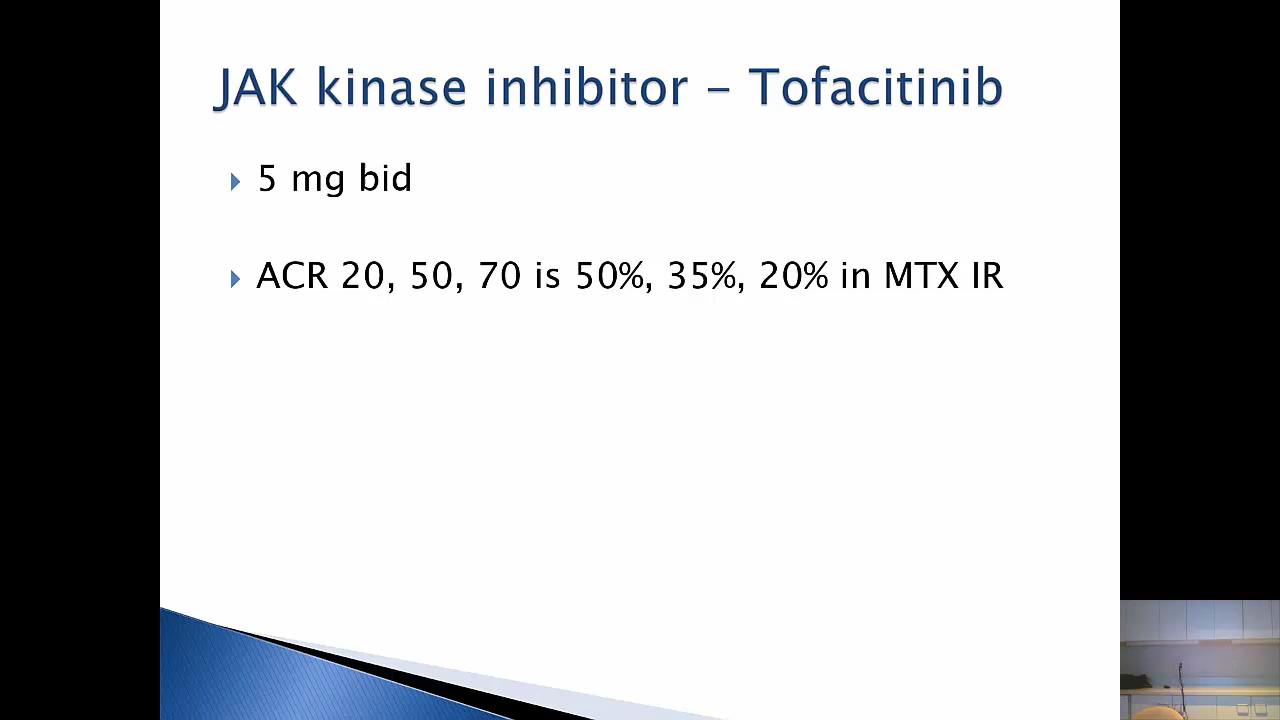 JAK kinase inhibitor – Tofacitinib
5 mg bid
ACR 20, 50, 70 is 50%, 35%, 20% in MTX IR